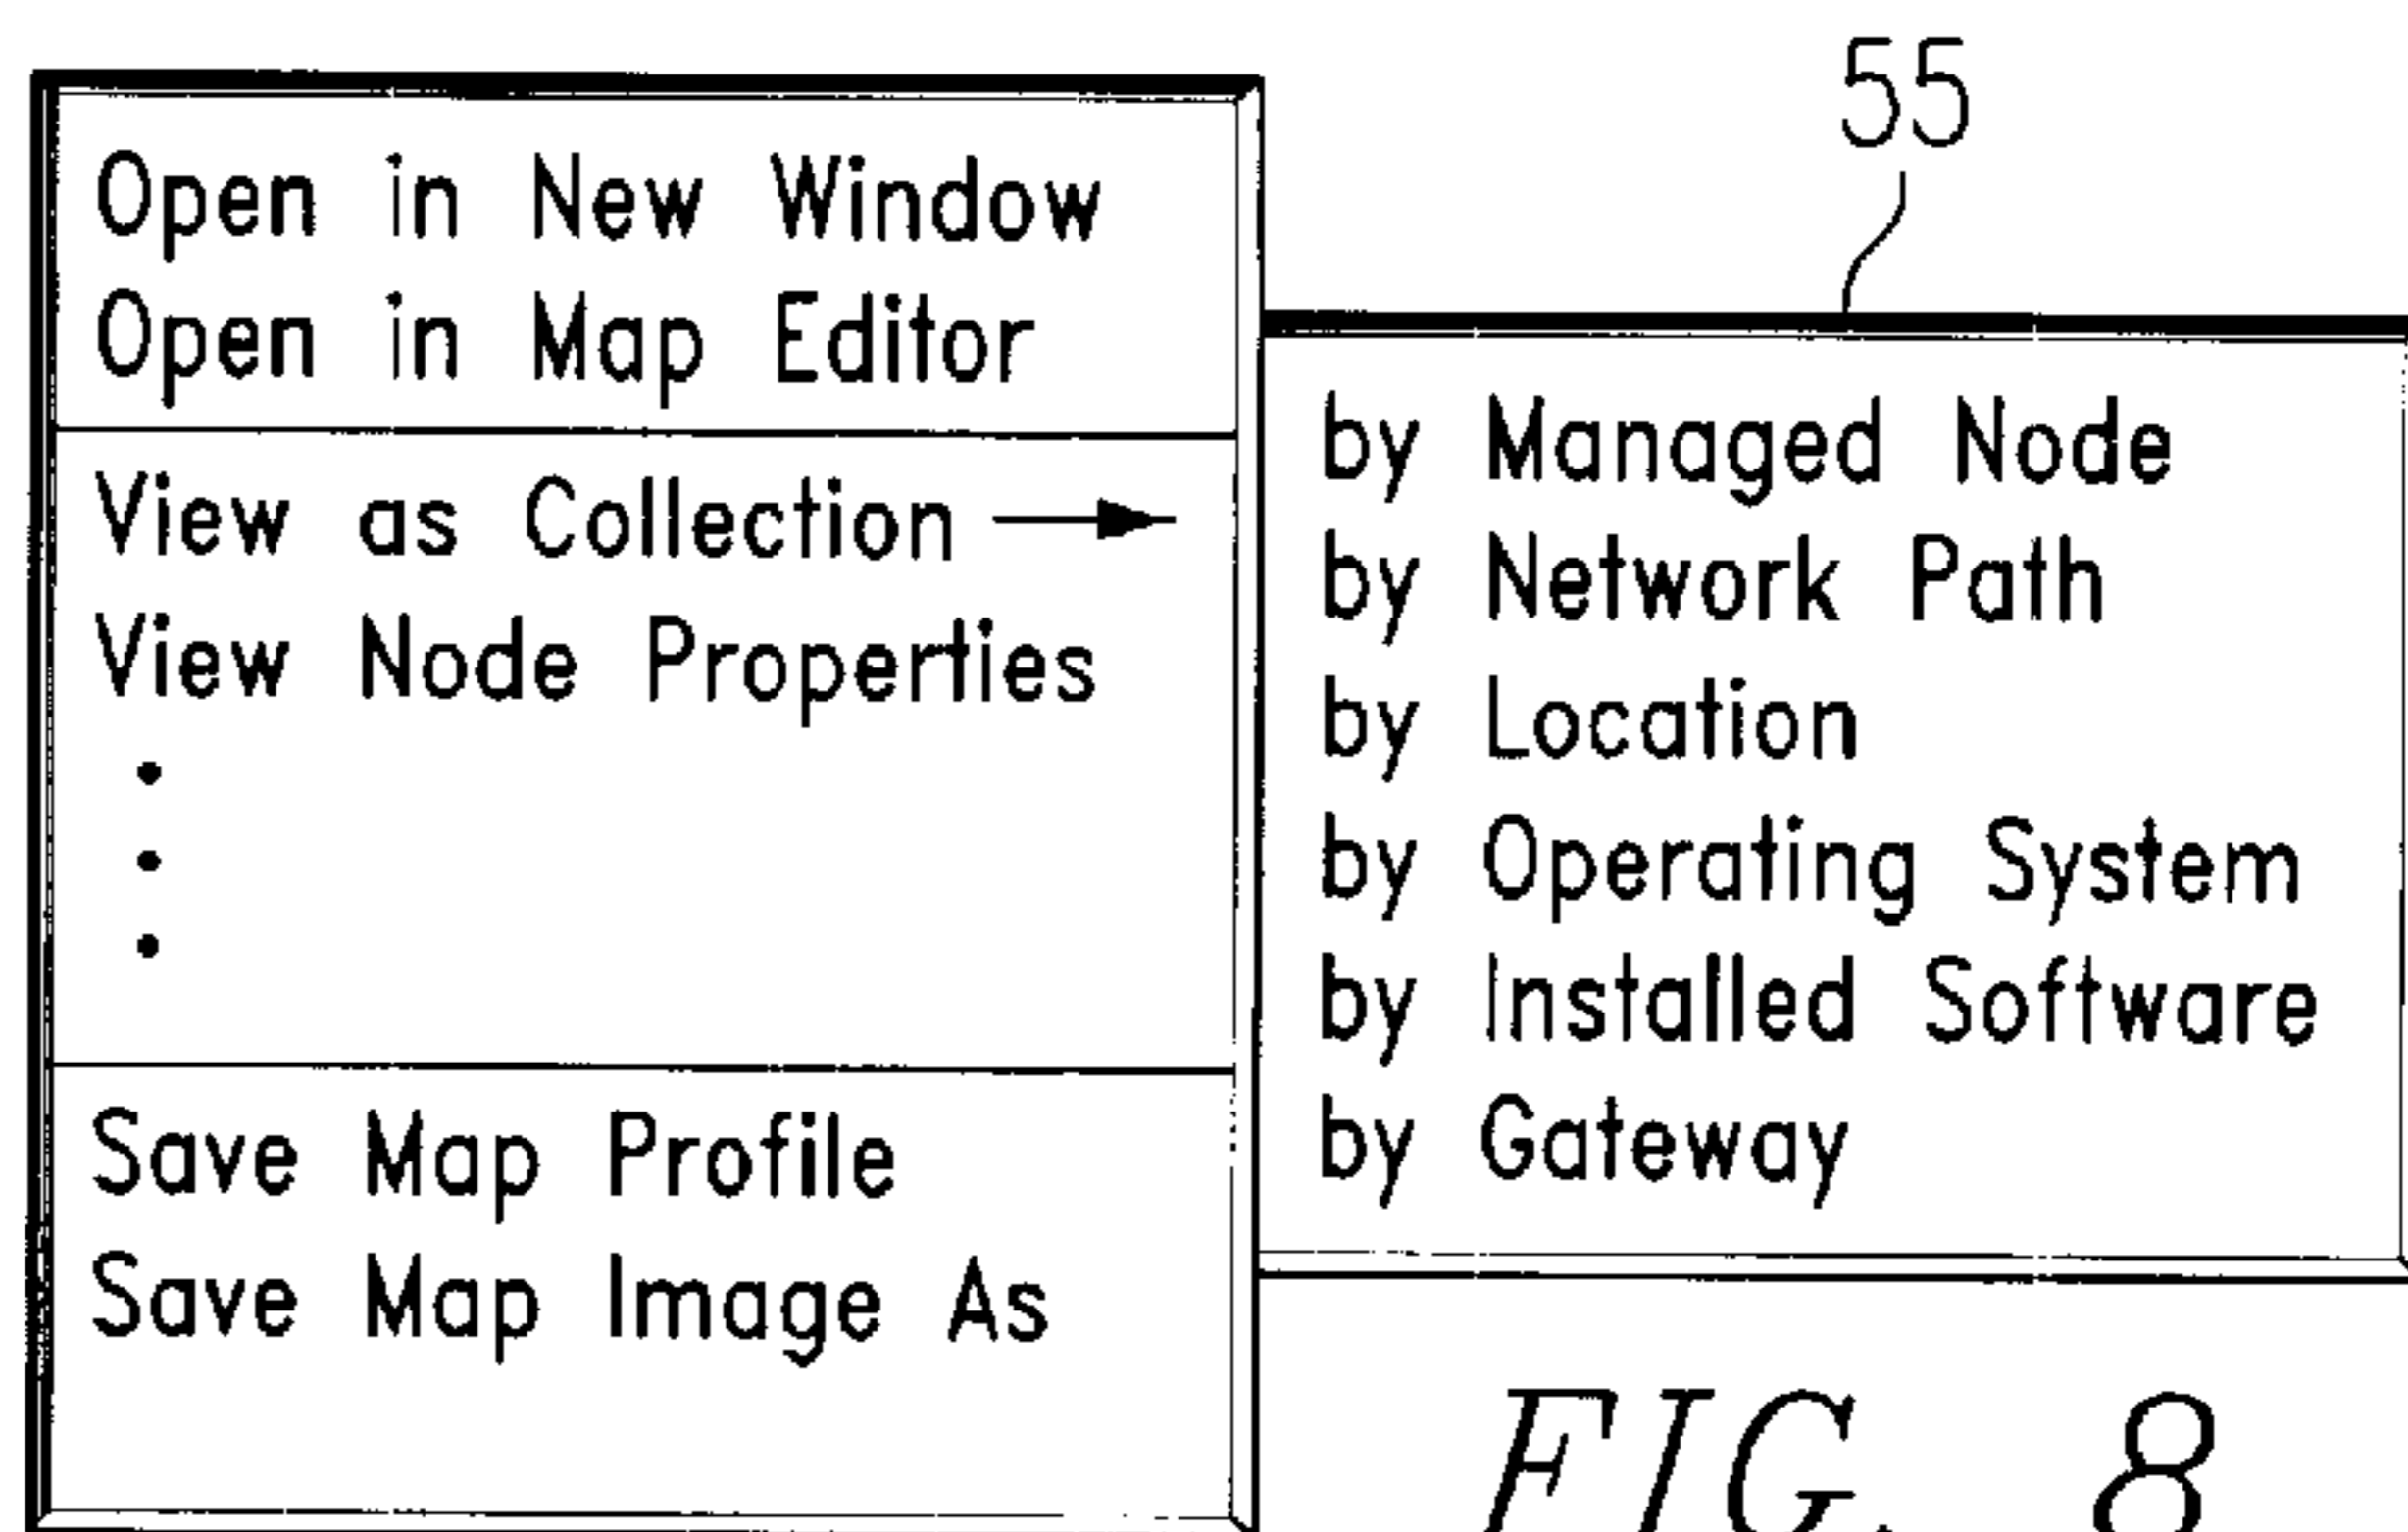 Open in New Window
Open in Map Editor
View as Collection
View Node Properties
Save Map Profile
Save Map Image As
55
by Managed Node
by Network Path
by Location
by Operating System
by Installed Software
by Gateway
FIG. 8